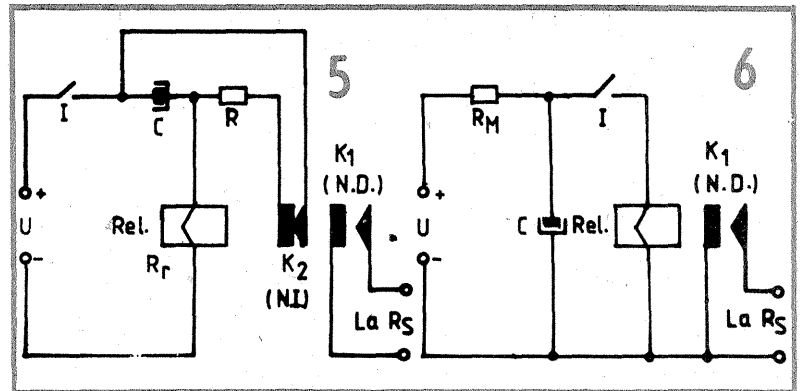 5
I
C
R
K1
(N.D.)
+
U
-
Rel.
Rr
K2
(N.I.)
La RS
6
RM
I
K1
(N.D.)
+
U
-
C
Rel.
La RS